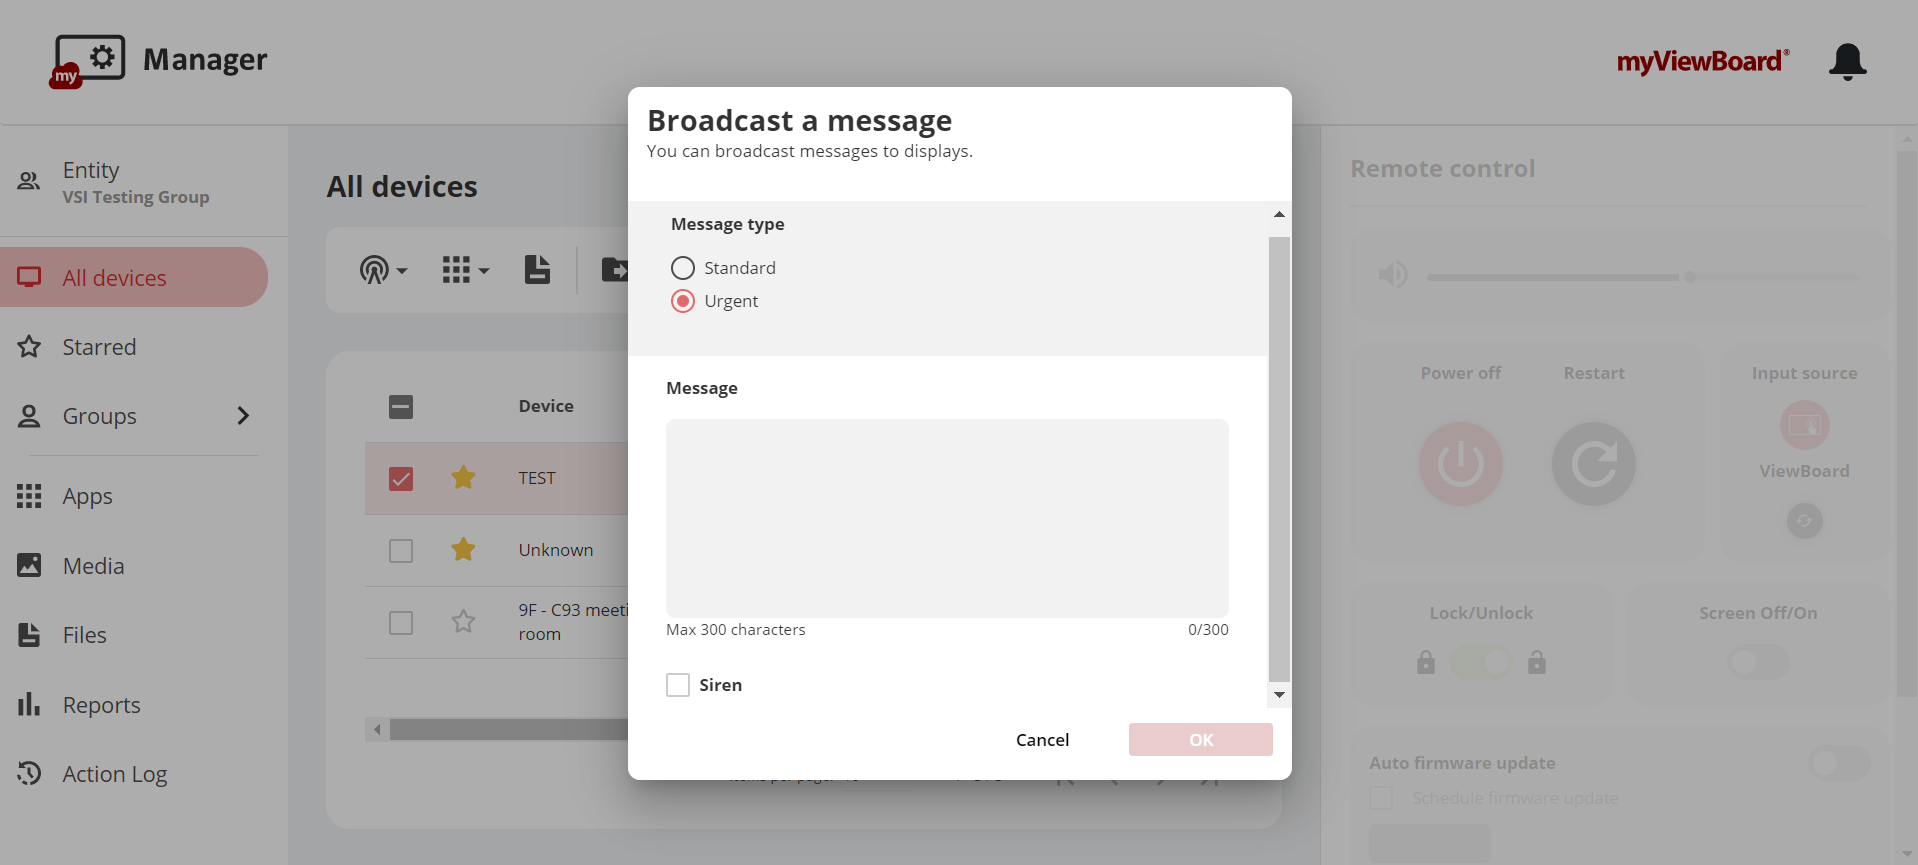 my Manager
myViewBoard®
Entity
VSI Testing Group
All devices
Starred
Groups
Apps
Media
Files
Reports
Action Log
All devices
Device
TEST
Unknown
9F - C93 meeti
room
Broadcast a message
You can broadcast messages to displays.
Message type
Standard
Urgent
Message
Max 300 characters
0/300
Siren
Cancel
OK
Remote control
Power off
Restart
Input source
ViewBoard
Lock/Unlock
Screen Off/On
Auto firmware update
Schedule firmware update